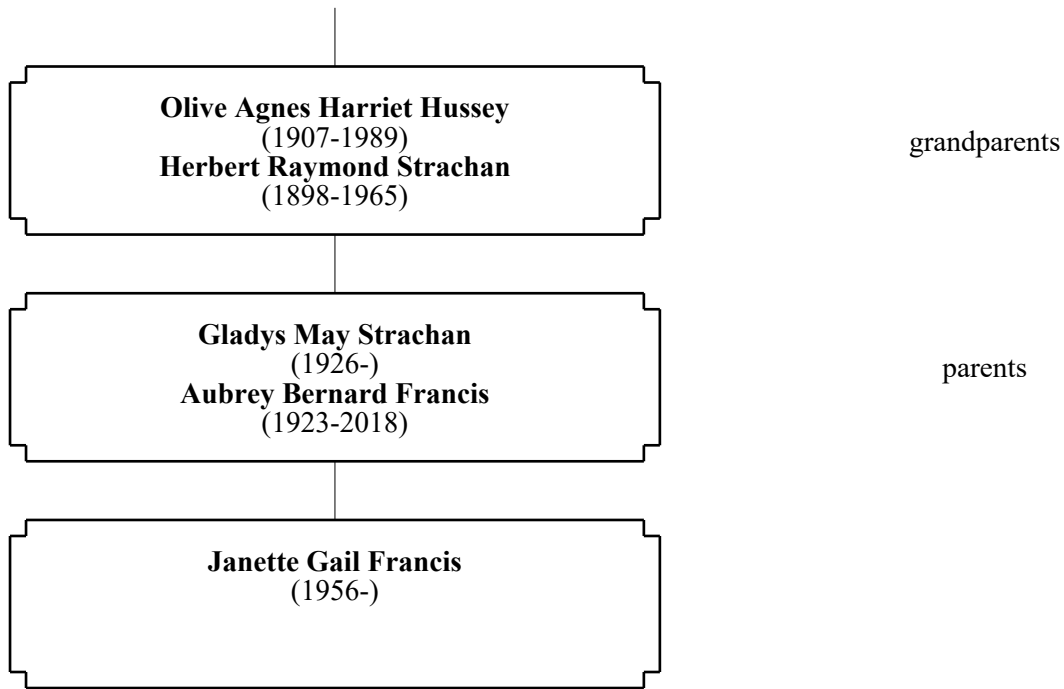 Olive Agnes Harriet Hussey
(1907-1989)
Herbert Raymond Strachan
(1898-1965)
grandparents
Gladys May Strachan
(1926-)
Aubrey Bernard Francis
(1923-2018)
parents
Janette Gail Francis
(1956-)